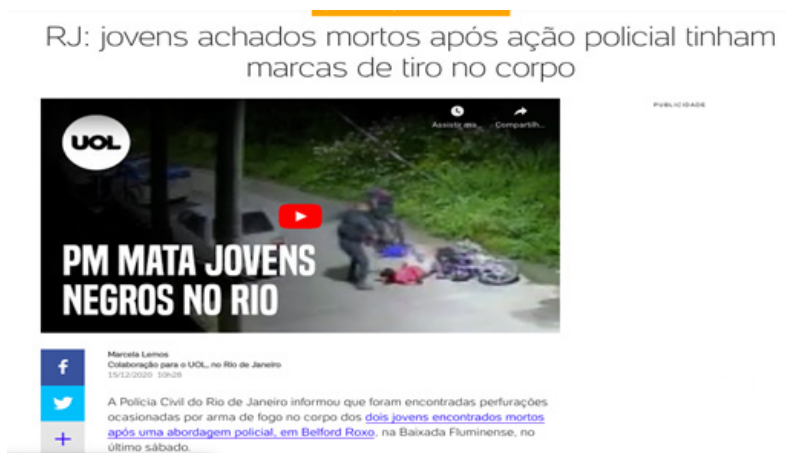 RJ: jovens achados mortos após ação policial tinham
marcas de tiro no corpo
PUBLICIDADE
UOL
Assistir ma...
Compartilh...
PM MATA JOVENS
NEGROS NO RIO
Marcela Lemos
Colaboração para o UOL, no Rio de Janeiro
15/12/2020 10h28
A Polícia Civil do Rio de Janeiro informou que foram encontradas perfurações
ocasionadas por arma de fogo no corpo dos dois jovens encontrados mortos
após uma abordagem policial, em Belford Roxo, na Baixada Fluminense, no
último sábado.